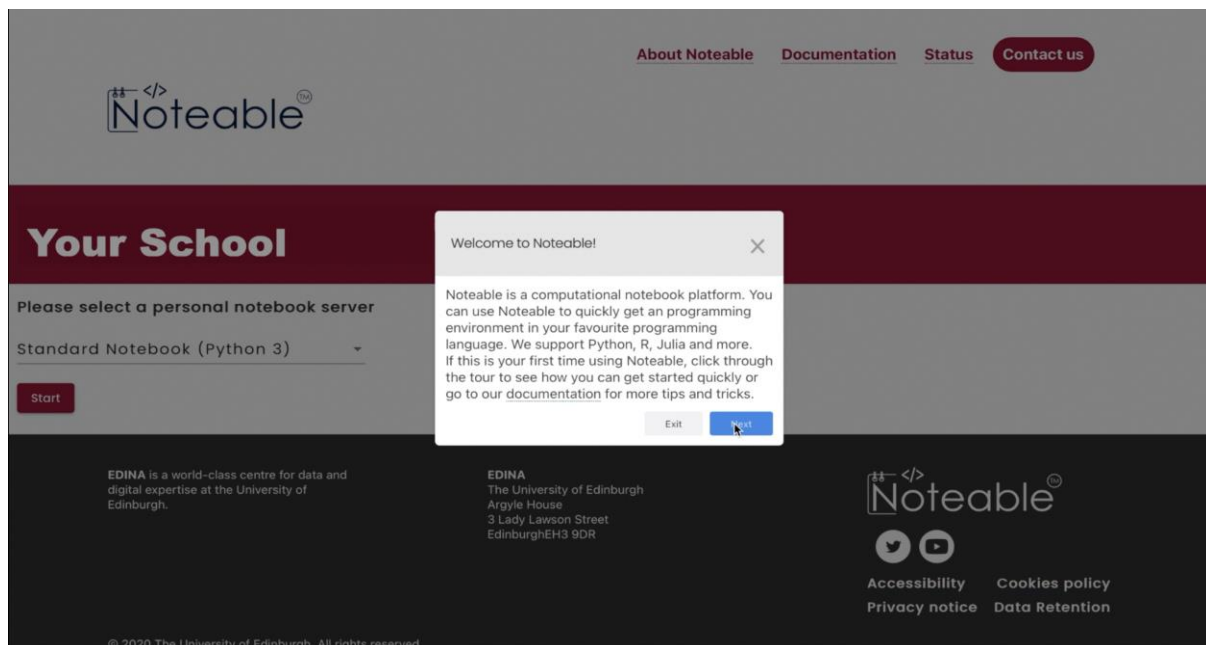 About Noteable Documentation Status Contact us
</>
Noteable TM
Your School
Please select a personal notebook server
Standard Notebook (Python 3)
Start
Welcome to Noteable!
Noteable is a computational notebook platform. You
can use Noteable to quickly get an programming
environment in your favourite programming
language. We support Python, R, Julia and more.
If this is your first time using Noteable, click through
the tour to see how you can get started quickly or
go to our documentation for more tips and tricks.
Exit Next
EDINA is a world-class centre for data and
digital expertise at the University of
Edinburgh.
EDINA
The University of Edinburgh
Argyle House
3 Lady Lawson Street
EdinburghEH3 9DR
</>
Noteable TM
Accessibility Cookies policy
Privacy notice Data Retention
© 2020 The University of Edinburgh. All rights reserved